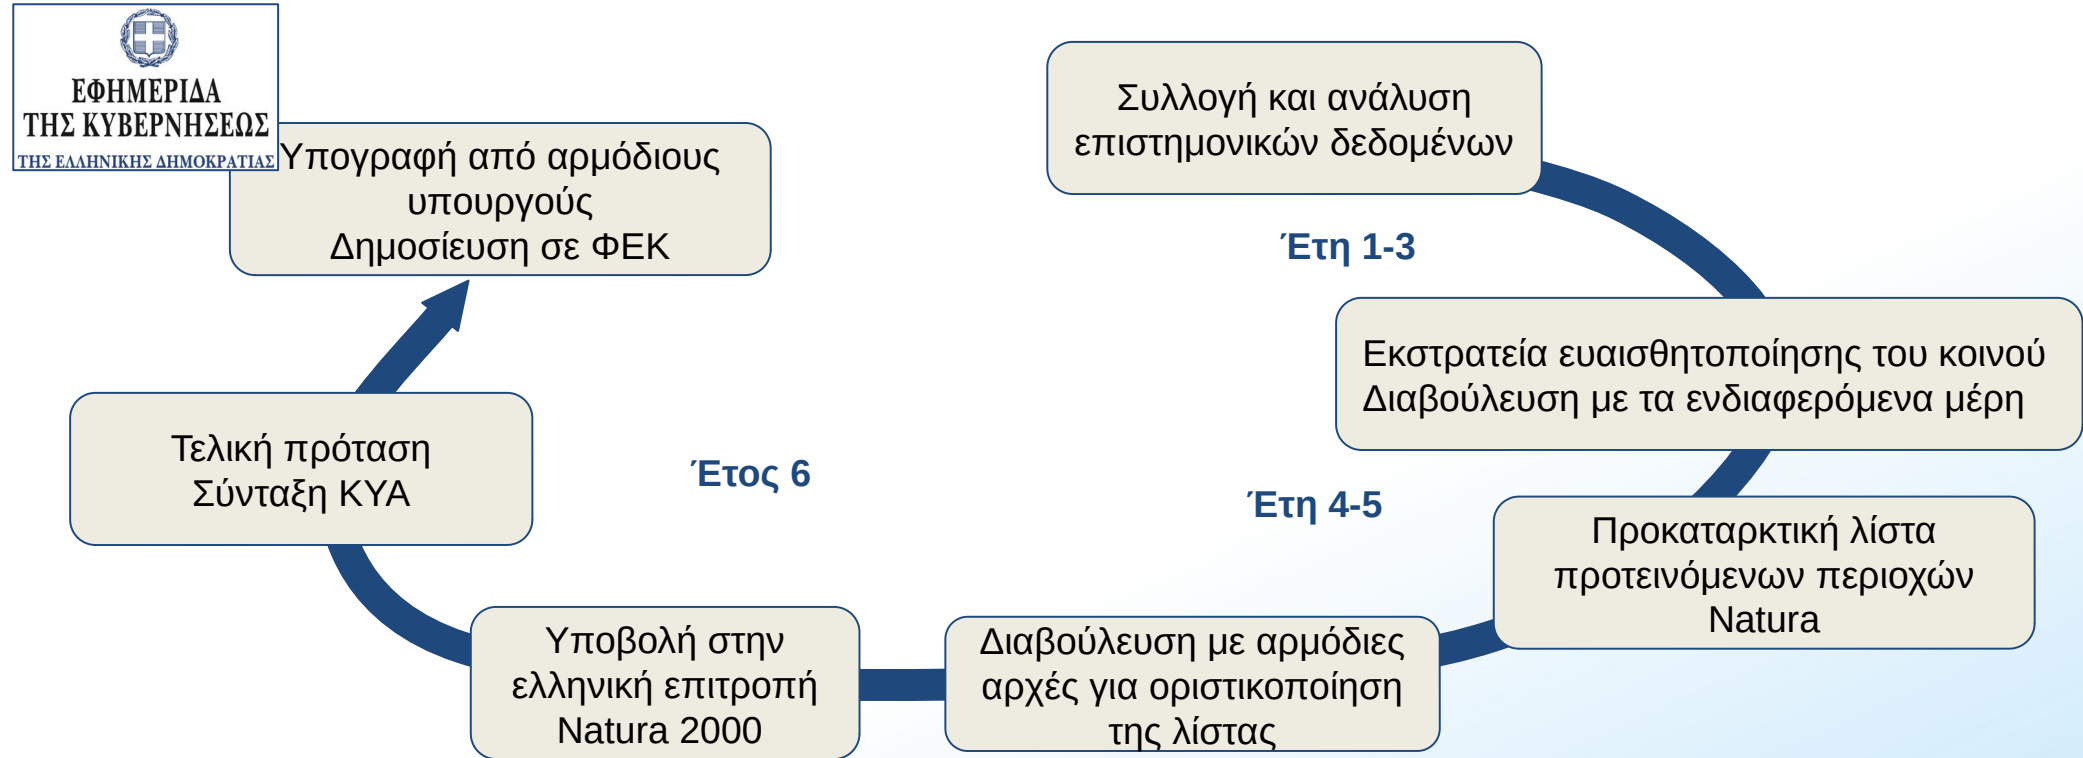 ΕΦΗΜΕΡΙΔΑ
ΤΗΣ ΚΥΒΕΡΝΗΣΕΩΣ
ΤΗΣ ΕΛΛΗΝΙΚΗΣ ΔΗΜΟΚΡΑΤΙΑΣ
Υπογραφή από αρμόδιους
υπουργούς
Δημοσίευση σε ΦΕΚ
Συλλογή και ανάλυση
επιστημονικών δεδομένων
Έτη 1-3
Εκστρατεία ευαισθητοποίησης του κοινού
Διαβούλευση με τα ενδιαφερόμενα μέρη
Τελική πρόταση
Σύνταξη ΚΥΑ
Έτος 6
Έτη 4-5
Προκαταρκτική λίστα
προτεινόμενων περιοχών
Natura
Υποβολή στην
ελληνική επιτροπή
Natura 2000
Διαβούλευση με αρμόδιες
αρχές για οριστικοποίηση
της λίστας